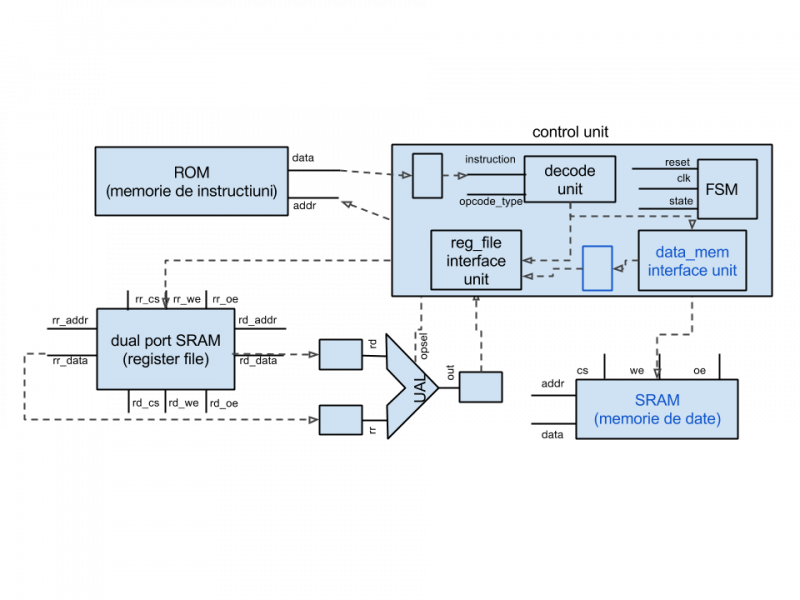 control unit
ROM
(memorie de instructiuni)
data
addr
instruction
opcode_type
decode
unit
reset
clk
state
FSM
reg_file
interface
unit
data_mem
interface unit
rr_cs
rr_we
rr_oe
rr_addr
rr_data
dual port SRAM
(register file)
rd_addr
rd_data
rd_cs
rd_we
rd_oe
rd
rr
UAL
opsel
out
cs
we
oe
addr
data
SRAM
(memorie de date)